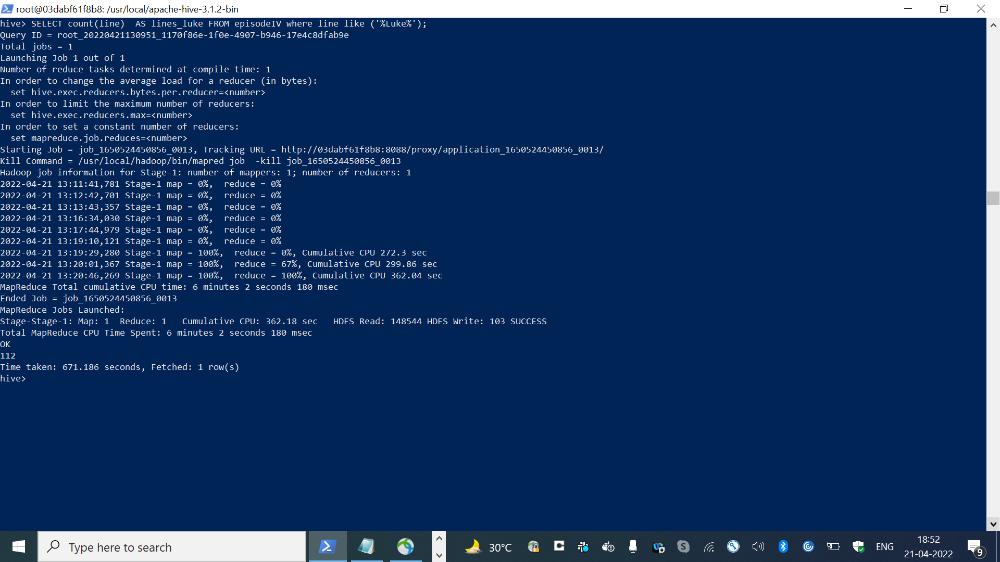 root@03dabf61f8b8: /usr/local/apache-hive-3.1.2-bin
hive> SELECT count(line)  AS lines_luke FROM episodeIV where line like ('%Luke%');
Query ID = root_20220421130951_1170f86e-1f0e-4907-b946-17e4c8dfab9e
Total jobs = 1
Launching Job 1 out of 1
Number of reduce tasks determined at compile time: 1
In order to change the average load for a reducer (in bytes):
  set hive.exec.reducers.bytes.per.reducer=<number>
In order to limit the maximum number of reducers:
  set hive.exec.reducers.max=<number>
In order to set a constant number of reducers:
  set mapreduce.job.reduces=<number>
Starting Job = job_1650524450856_0013, Tracking URL = http://03dabf61f8b8:8088/proxy/application_1650524450856_0013/
Kill Command = /usr/local/hadoop/bin/mapred job  -kill job_1650524450856_0013
Hadoop job information for Stage-1: number of mappers: 1; number of reducers: 1
2022-04-21 13:11:41,781 Stage-1 map = 0%,  reduce = 0%
2022-04-21 13:12:42,701 Stage-1 map = 0%,  reduce = 0%
2022-04-21 13:13:43,357 Stage-1 map = 0%,  reduce = 0%
2022-04-21 13:16:34,030 Stage-1 map = 0%,  reduce = 0%
2022-04-21 13:17:44,979 Stage-1 map = 0%,  reduce = 0%
2022-04-21 13:19:10,121 Stage-1 map = 0%,  reduce = 0%
2022-04-21 13:19:29,280 Stage-1 map = 100%,  reduce = 0%, Cumulative CPU 272.3 sec
2022-04-21 13:20:01,367 Stage-1 map = 100%,  reduce = 67%, Cumulative CPU 299.86 sec
2022-04-21 13:20:46,269 Stage-1 map = 100%,  reduce = 100%, Cumulative CPU 362.04 sec
MapReduce Total cumulative CPU time: 6 minutes 2 seconds 180 msec
Ended Job = job_1650524450856_0013
MapReduce Jobs Launched:
Stage-Stage-1: Map: 1  Reduce: 1   Cumulative CPU: 362.18 sec   HDFS Read: 148544 HDFS Write: 103 SUCCESS
Total MapReduce CPU Time Spent: 6 minutes 2 seconds 180 msec
OK
112
Time taken: 671.186 seconds, Fetched: 1 row(s)
hive>
Type here to search
30°C
ENG
18:52
21-04-2022
9